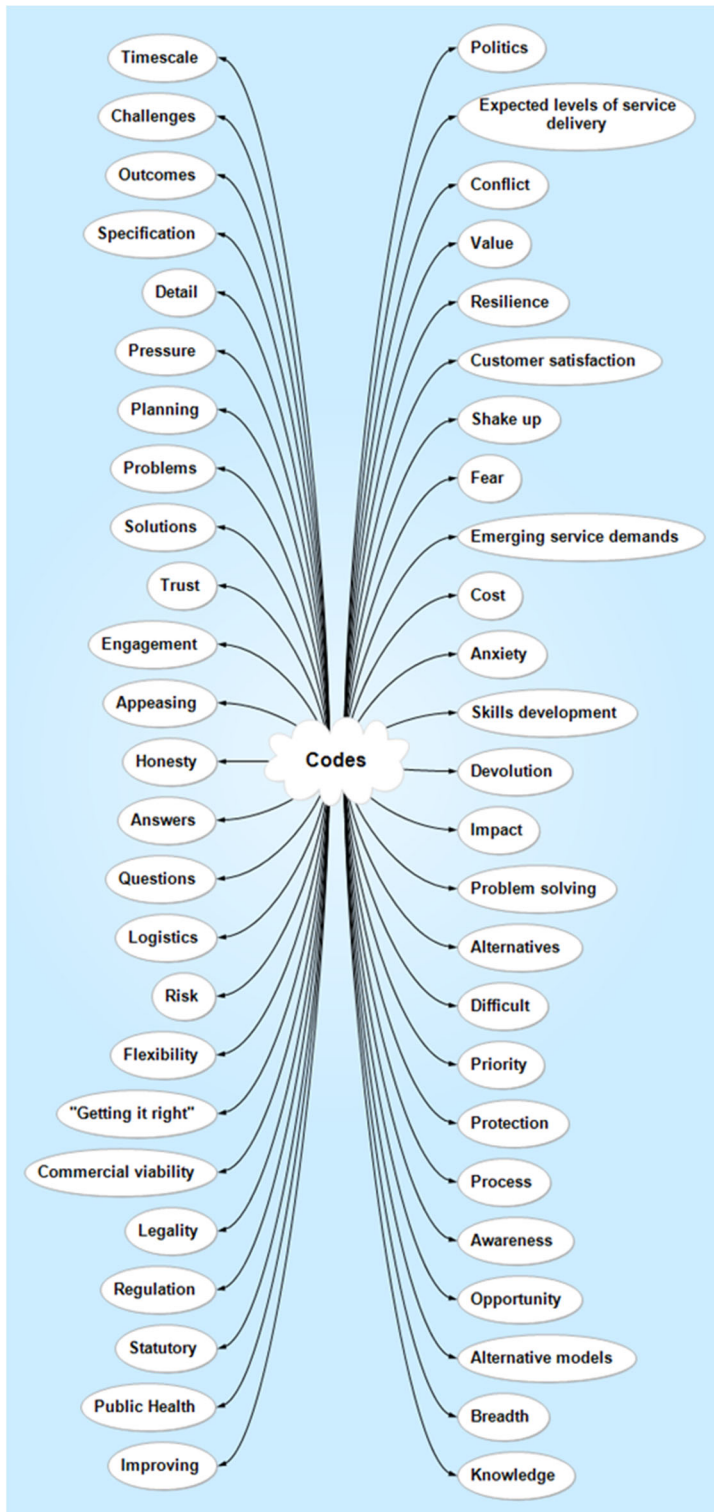 Timescale
Challenges
Outcomes
Specification
Detail
Pressure
Planning
Problems
Solutions
Trust
Engagement
Appeasing
Honesty
Answers
Questions
Logistics
Risk
Flexibility
"Getting it right"
Commercial viability
Legality
Regulation
Statutory
Public Health
Improving
Codes
Politics
Expected levels of service
delivery
Conflict
Value
Resilience
Customer satisfaction
Shake up
Fear
Emerging service demands
Cost
Anxiety
Skills development
Devolution
Impact
Problem solving
Alternatives
Difficult
Priority
Protection
Process
Awareness
Opportunity
Alternative models
Breadth
Knowledge